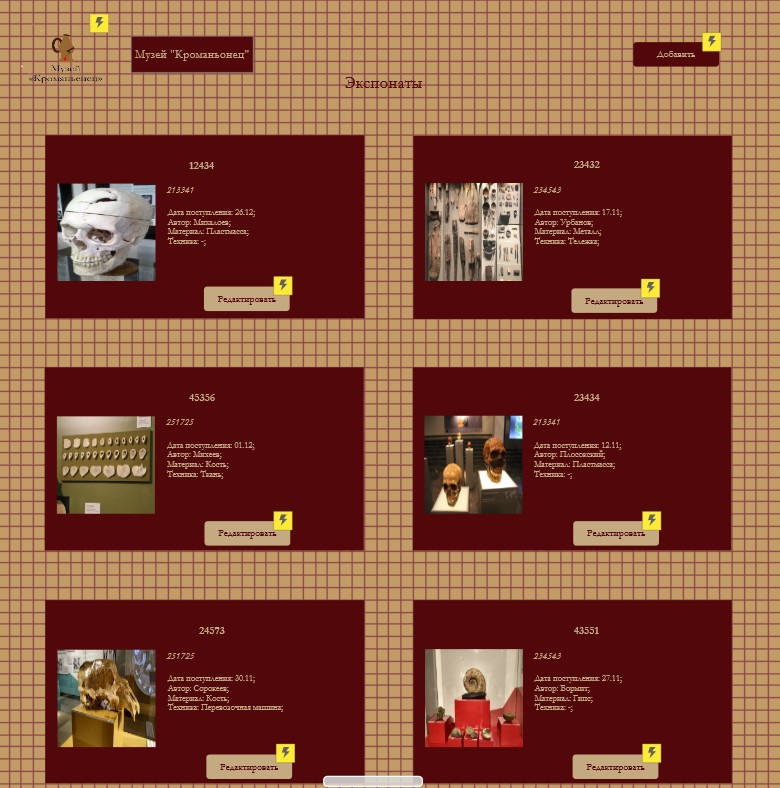 Музей
«Кроманьонец»
Музей "Кроманьонец"
Добавить
Экспонаты
12434
213341
Дата поступления: 26.12;
Автор: Михалоев;
Материал: Пластмасса;
Техника: -;
Редактировать
23432
234543
Дата поступления: 17.11;
Автор: Урбанов;
Материал: Металл;
Техника: Тележка;
Редактировать
45356
251725
Дата поступления: 01.12;
Автор: Михеев;
Материал: Кость;
Техника: Ткань;
Редактировать
23434
213341
Дата поступления: 12.11;
Автор: Плосовский;
Материал: Пластмасса;
Техника: -;
Редактировать
24573
251725
Дата поступления: 30.11;
Автор: Сорокеев;
Материал: Кость;
Техника: Перевозочная машина;
Редактировать
43551
234543
Дата поступления: 27.11;
Автор: Вормит;
Материал: Гипс;
Техника: -;
Редактировать